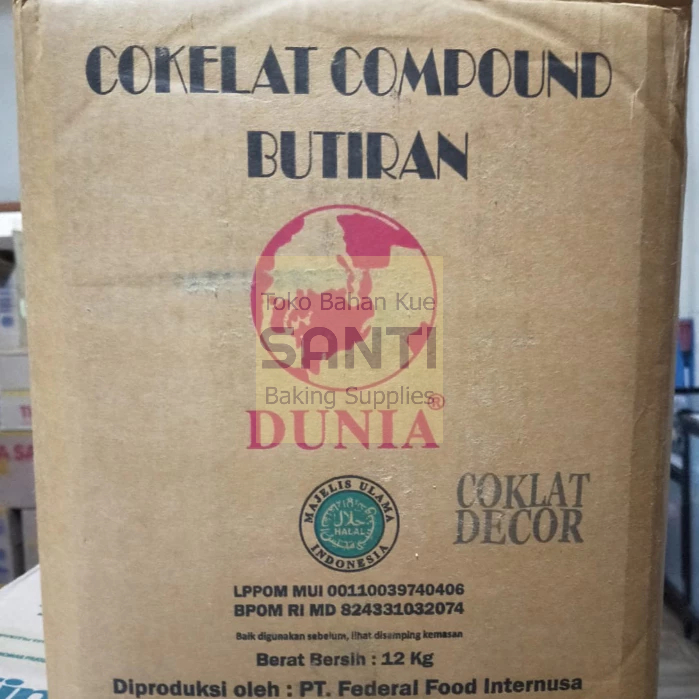 COKELAT COMPOUND
BUTIRAN
Toko Bahan Kue
SANTI
Baking Supplies
DUNIA®
MAJELIS ULAMA
حلال
HALAL
INDONESIA
COKLAT
DECOR
LPPOM MUI 00110039740406
BPOM RI MD 824331032074
Baik digunakan sebelum, lihat disamping kemasan
Berat Bersih : 12 Kg
Diproduksi oleh : PT. Federal Food Internusa